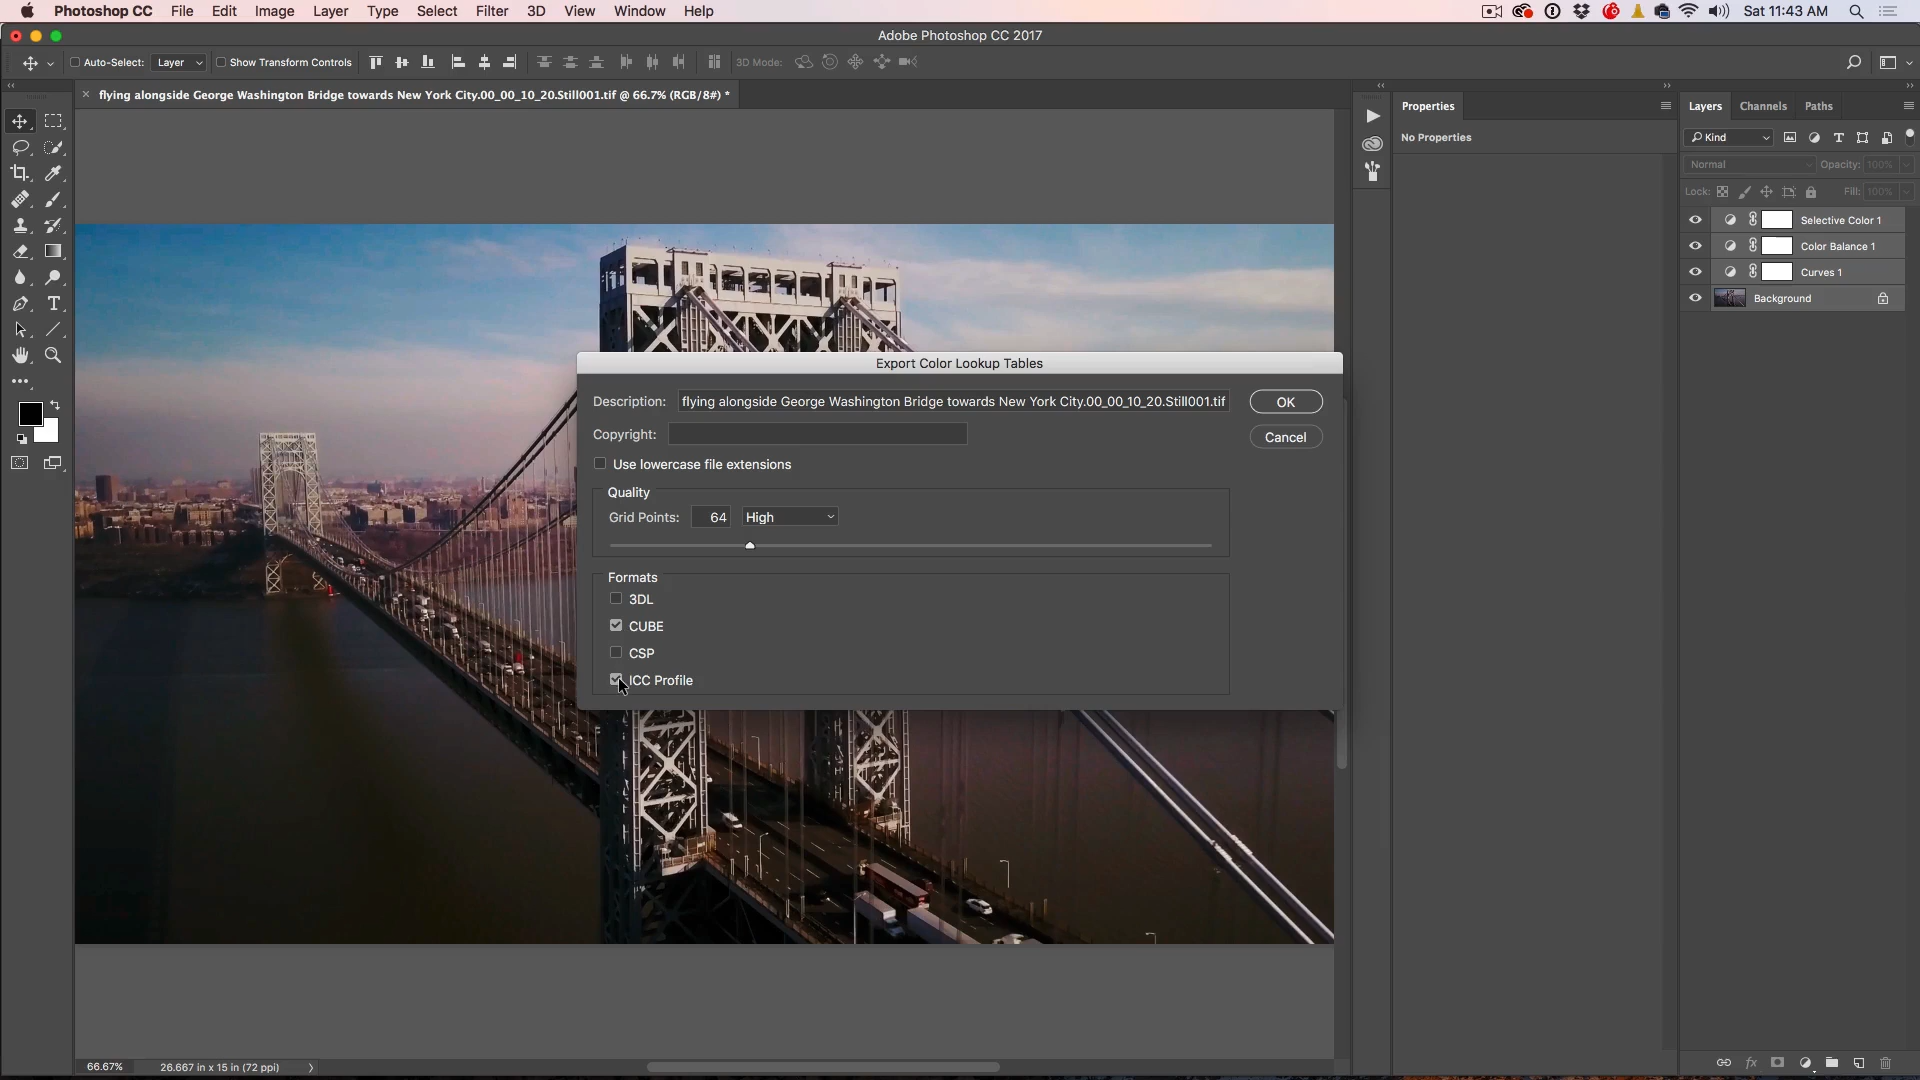 Photoshop CC File Edit Image Layer Type Select Filter 3D View Window Help Sat 11:43 AM
Adobe Photoshop CC 2017
Auto-Select: Layer Show Transform Controls 3D Mode:
flying alongside George Washington Bridge towards New York City.00_00_10_20.Still001.tif @ 66.7% (RGB/8#) *
Properties
No Properties
Layers Channels Paths
Kind
Normal Opacity: 100%
Lock: Fill: 100%
Selective Color 1
Color Balance 1
Curves 1
Background
Export Color Lookup Tables
Description: flying alongside George Washington Bridge towards New York City.00_00_10_20.Still001.tif
OK
Copyright:
Cancel
Use lowercase file extensions
Quality
Grid Points: 64 High
Formats
3DL
CUBE
CSP
ICC Profile
66.67% 26.667 in x 15 in (72 ppi)
fx